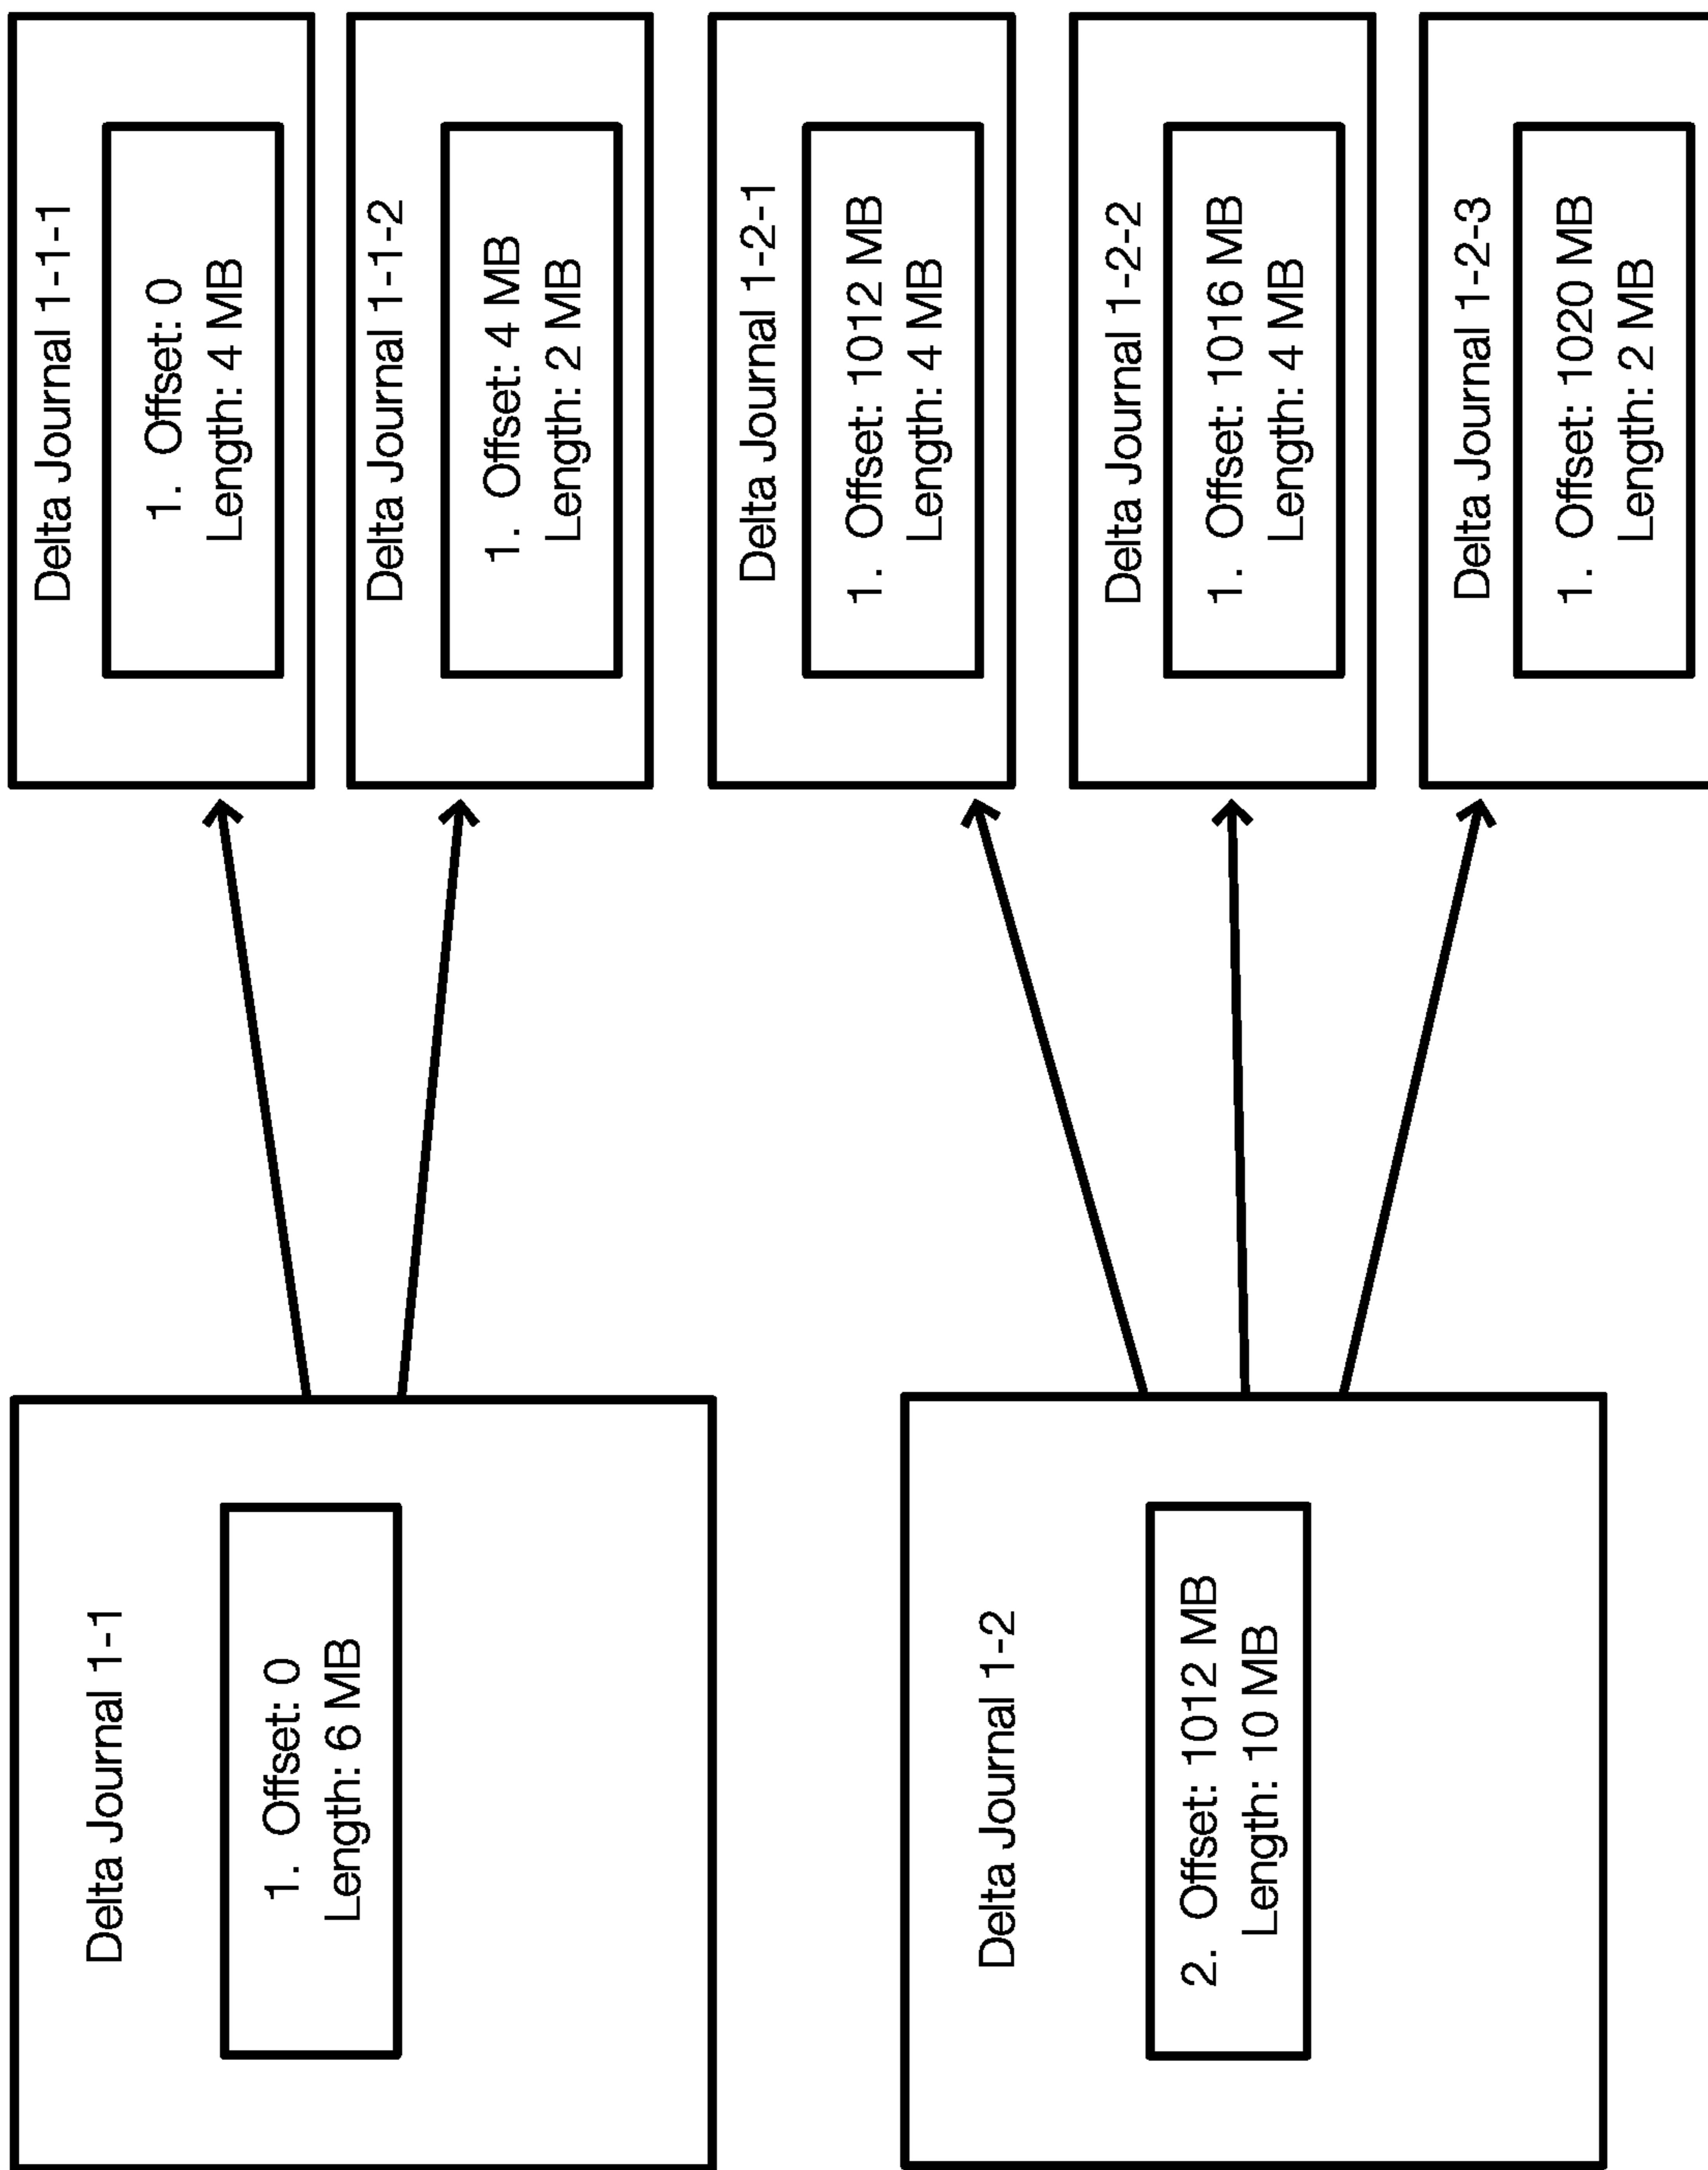 Delta Journal 1-1
1. Offset: 0
Length: 6 MB
Delta Journal 1-2
2. Offset: 1012 MB
Length: 10 MB
Delta Journal 1-1-1
1. Offset: 0
Length: 4 MB
Delta Journal 1-1-2
1. Offset: 4 MB
Length: 2 MB
Delta Journal 1-2-1
1. Offset: 1012 MB
Length: 4 MB
Delta Journal 1-2-2
1. Offset: 1016 MB
Length: 4 MB
Delta Journal 1-2-3
1. Offset: 1020 MB
Length: 2 MB